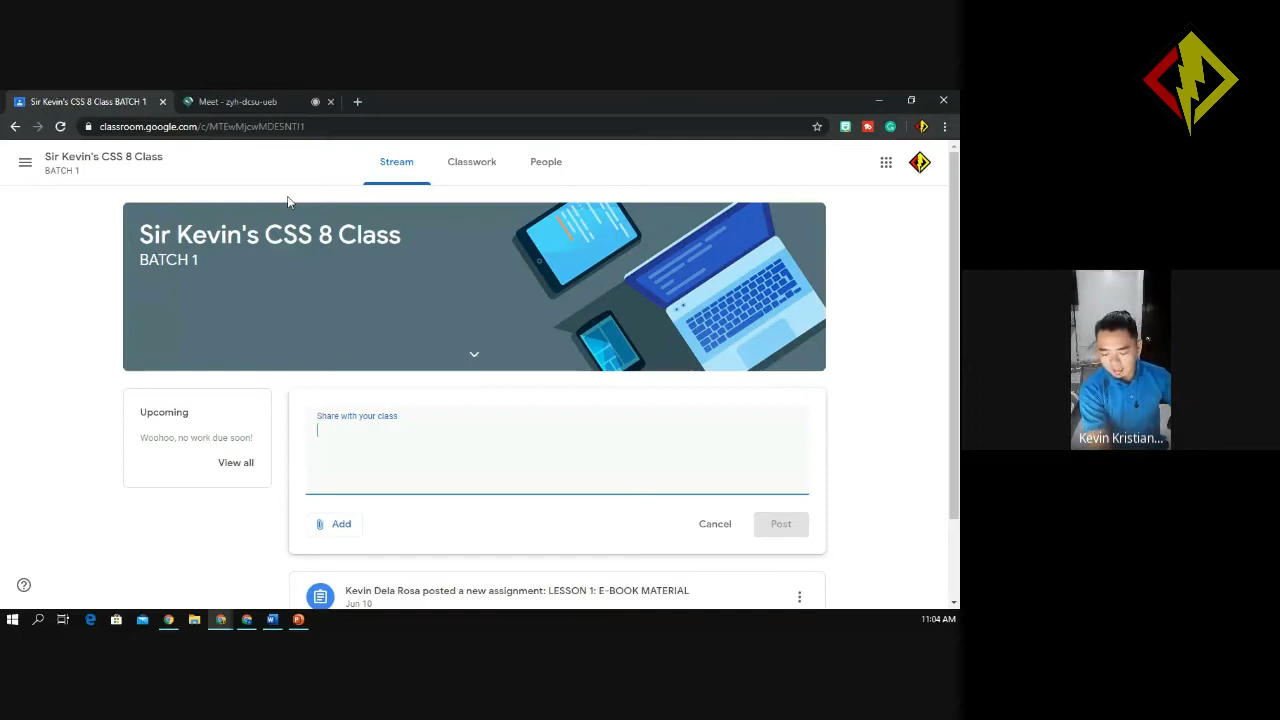 Sir Kevin's CSS 8 Class BATCH 1
Meet - zyh-dcsu-ueb
classroom.google.com/c/MTEwMjcwMDE5NTI1
Sir Kevin's CSS 8 Class
BATCH 1
Stream
Classwork
People
Sir Kevin's CSS 8 Class
BATCH 1
Upcoming
Woohoo, no work due soon!
View all
Share with your class
Add
Cancel
Post
Kevin Dela Rosa posted a new assignment: LESSON 1: E-BOOK MATERIAL
Jun 10
11:04 AM
Kevin Kristian...